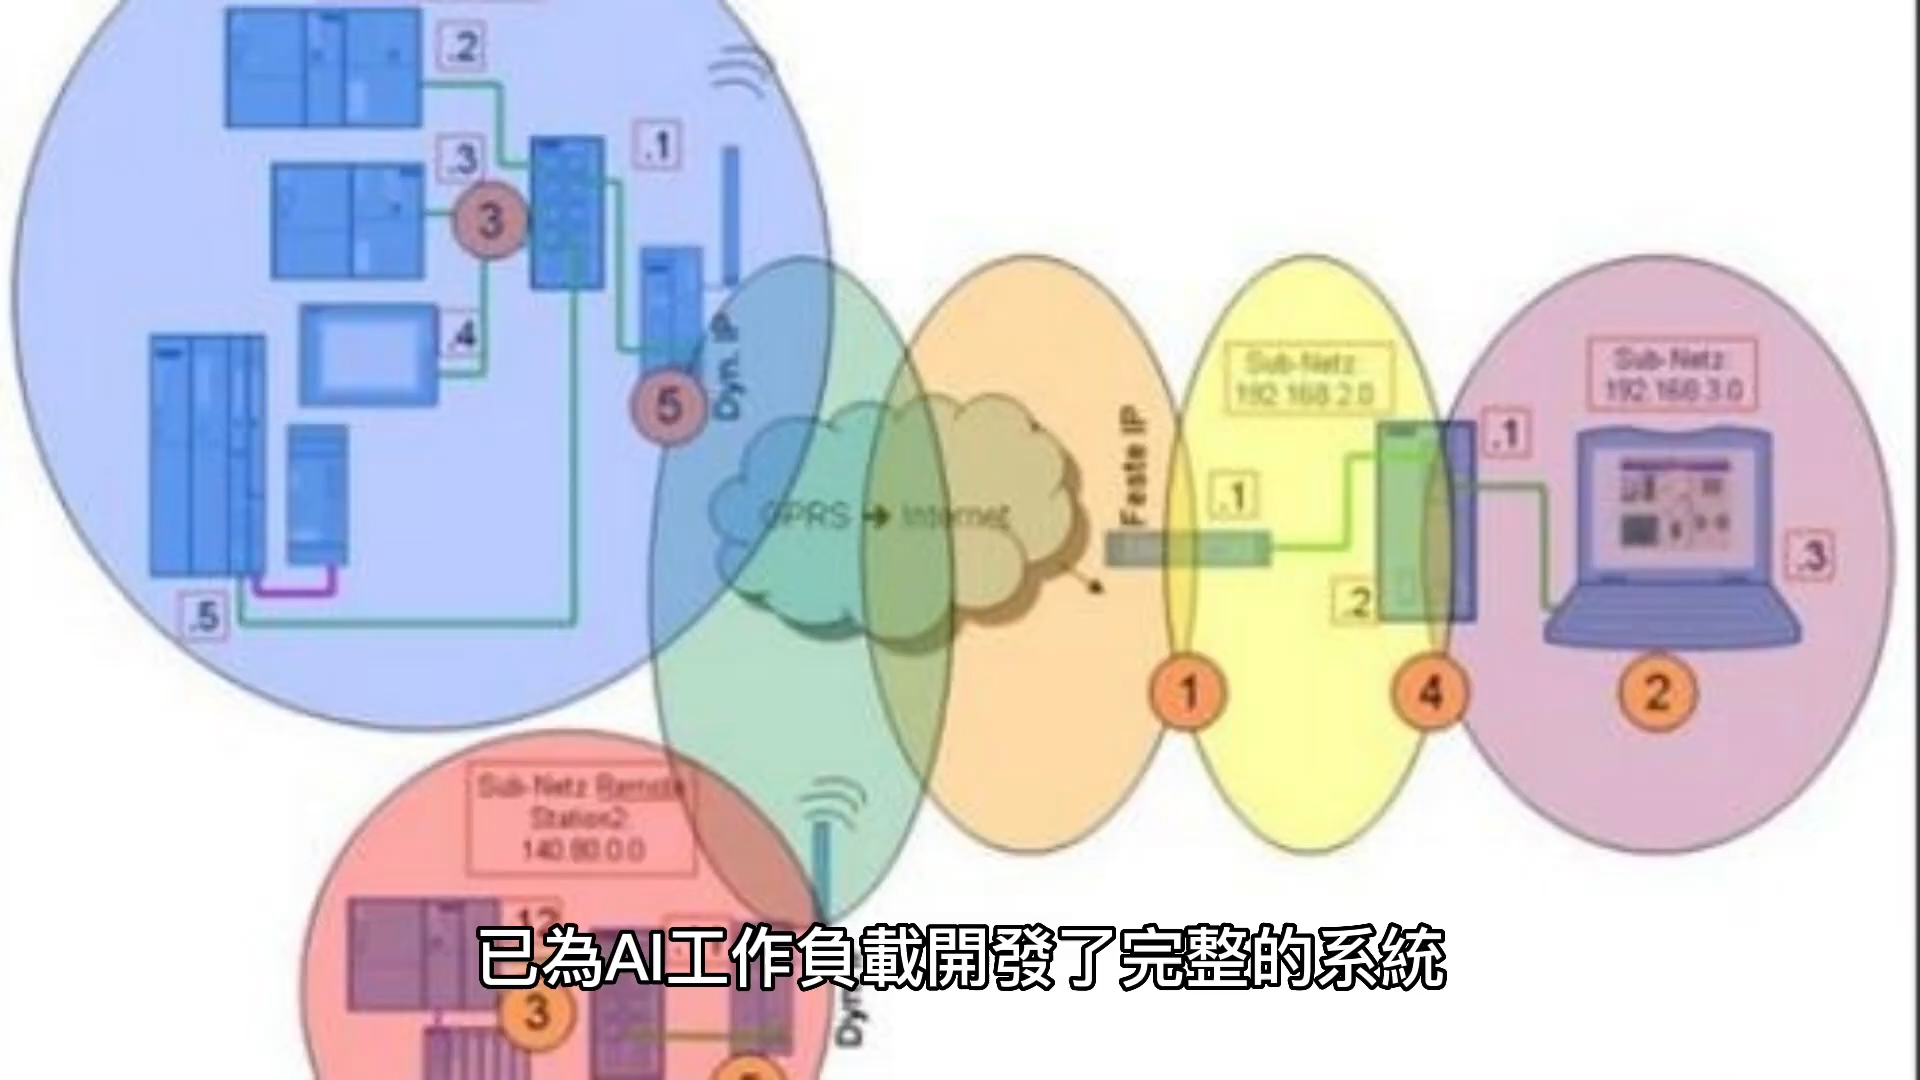 .2
.3
.1
3
.4
5
Dyn. IP
.5
GPRS → Internet
Feste IP
Sub-Netz:
192.168.2.0
.1
.2
1
4
Sub-Netz:
192.168.3.0
.1
.3
2
Sub-Netz Remote
Station2:
140.80.0.0
.12
3
已為AI工作負載開發了完整的系統